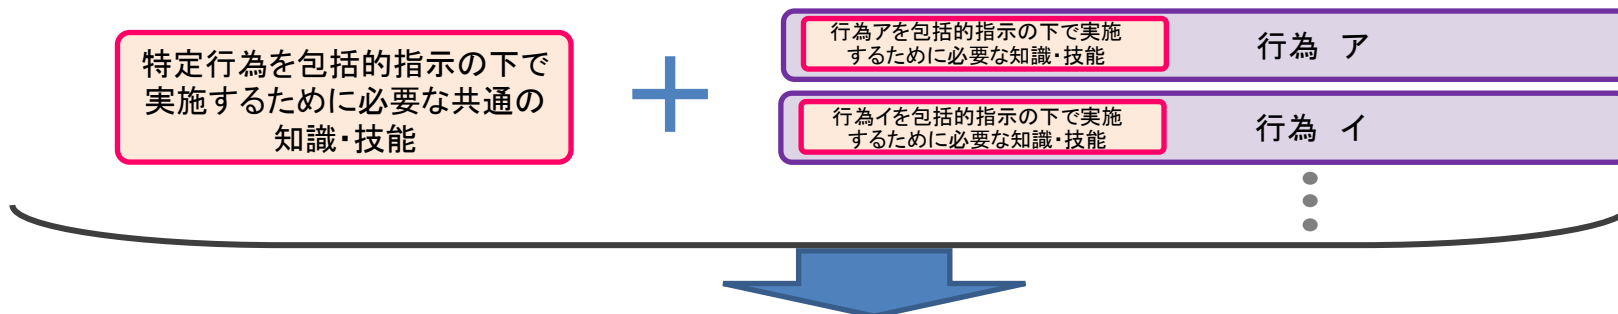 特定行為を包括的指示の下で
実施するために必要な共通の
知識・技能
行為アを包括的指示の下で実施
するために必要な知識・技能
行為 ア
行為イを包括的指示の下で実施
するために必要な知識・技能
行為 イ